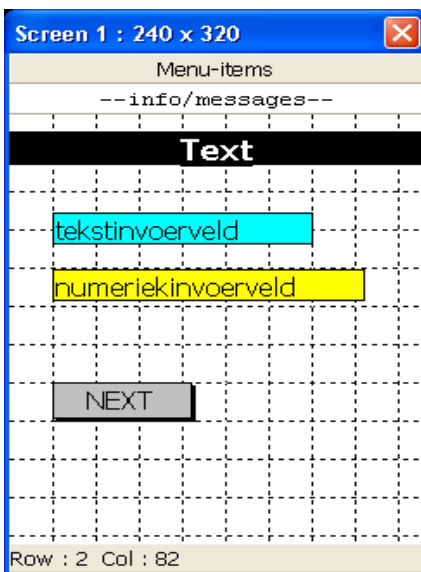 Screen 1 : 240 x 320
Menu-items
--info/messages--
Text
tekstinvoerveld
numeriekinvoerveld
NEXT
Row : 2 Col : 82